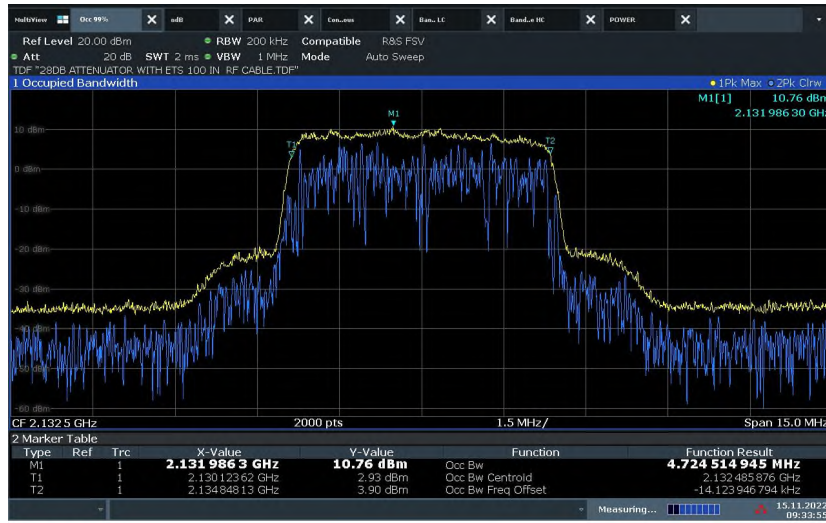 MultiView Occ 99% ndB PAR Con..ous Ban.. LC Band..e HC POWER
Ref Level 20.00 dBm RBW 200 kHz Compatible R&S FSV
Att 20 dB SWT 2 ms VBW 1 MHz Mode Auto Sweep
TDF "28DB ATTENUATOR WITH ETS 100 IN RF CABLE.TDF"
1 Occupied Bandwidth 1Pk Max 2Pk Clrw
M1[1] 10.76 dBm
2.131 986 30 GHz
M1
10 dBm
T1 T2
0 dBm
-10 dBm
-20 dBm
-30 dBm
-40 dBm
-50 dBm
-60 dBm
CF 2.132 5 GHz 2000 pts 1.5 MHz/ Span 15.0 MHz
2 Marker Table
Type Ref Trc X-Value Y-Value Function Function Result
M1 1 2.131 986 3 GHz 10.76 dBm Occ Bw 4.724 514 945 MHz
T1 1 2.130 123 62 GHz 2.93 dBm Occ Bw Centroid 2.132 485 876 GHz
T2 1 2.134 848 13 GHz 3.90 dBm Occ Bw Freq Offset -14.123 946 794 kHz
Measuring... 15.11.2022
09:33:55